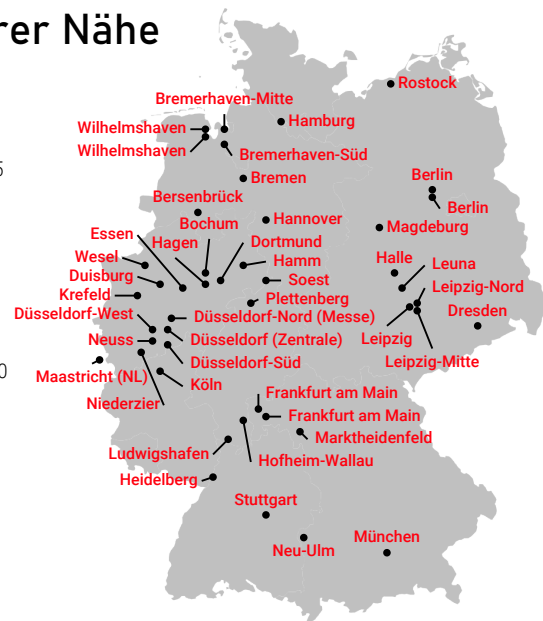 rer Nähe
Rostock
Bremerhaven-Mitte
Hamburg
Wilhelmshaven
Wilhelmshaven
Bremerhaven-Süd
5
Bremen
Berlin
Bersenbrück
Berlin
Bochum
Hannover
Magdeburg
Essen
Hagen
Dortmund
Wesel
Hamm
Halle
Leuna
Duisburg
Soest
Leipzig-Nord
Krefeld
Plettenberg
Düsseldorf-West
Düsseldorf-Nord (Messe)
Dresden
Neuss
Düsseldorf (Zentrale)
Leipzig
Düsseldorf-Süd
Leipzig-Mitte
0
Maastricht (NL)
Köln
Niederzier
Frankfurt am Main
Frankfurt am Main
Marktheidenfeld
Ludwigshafen
Hofheim-Wallau
Heidelberg
Stuttgart
Neu-Ulm
München